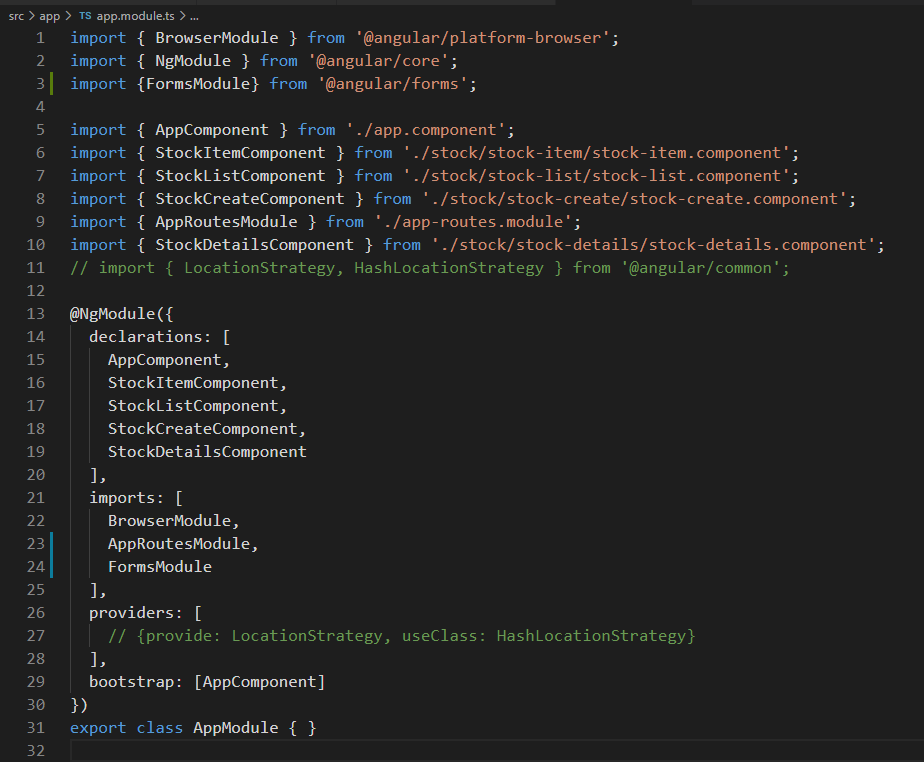 src > app > TS app.module.ts > ...
1 import { BrowserModule } from '@angular/platform-browser';
2 import { NgModule } from '@angular/core';
3 import {FormsModule} from '@angular/forms';
4
5 import { AppComponent } from './app.component';
6 import { StockItemComponent } from './stock/stock-item/stock-item.component';
7 import { StockListComponent } from './stock/stock-list/stock-list.component';
8 import { StockCreateComponent } from './stock/stock-create/stock-create.component';
9 import { AppRoutesModule } from './app-routes.module';
10 import { StockDetailsComponent } from './stock/stock-details/stock-details.component';
11 // import { LocationStrategy, HashLocationStrategy } from '@angular/common';
12
13 @NgModule({
14   declarations: [
15     AppComponent,
16     StockItemComponent,
17     StockListComponent,
18     StockCreateComponent,
19     StockDetailsComponent
20   ],
21   imports: [
22     BrowserModule,
23     AppRoutesModule,
24     FormsModule
25   ],
26   providers: [
27     // {provide: LocationStrategy, useClass: HashLocationStrategy}
28   ],
29   bootstrap: [AppComponent]
30 })
31 export class AppModule { }
32